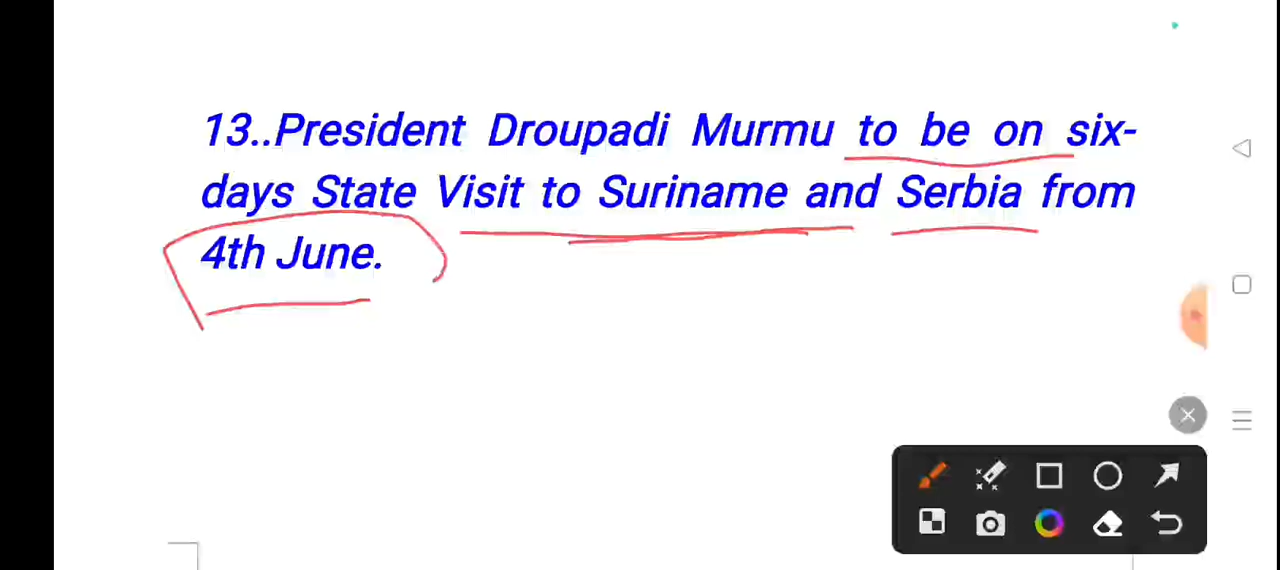 13..President Droupadi Murmu to be on six-
days State Visit to Suriname and Serbia from
4th June.